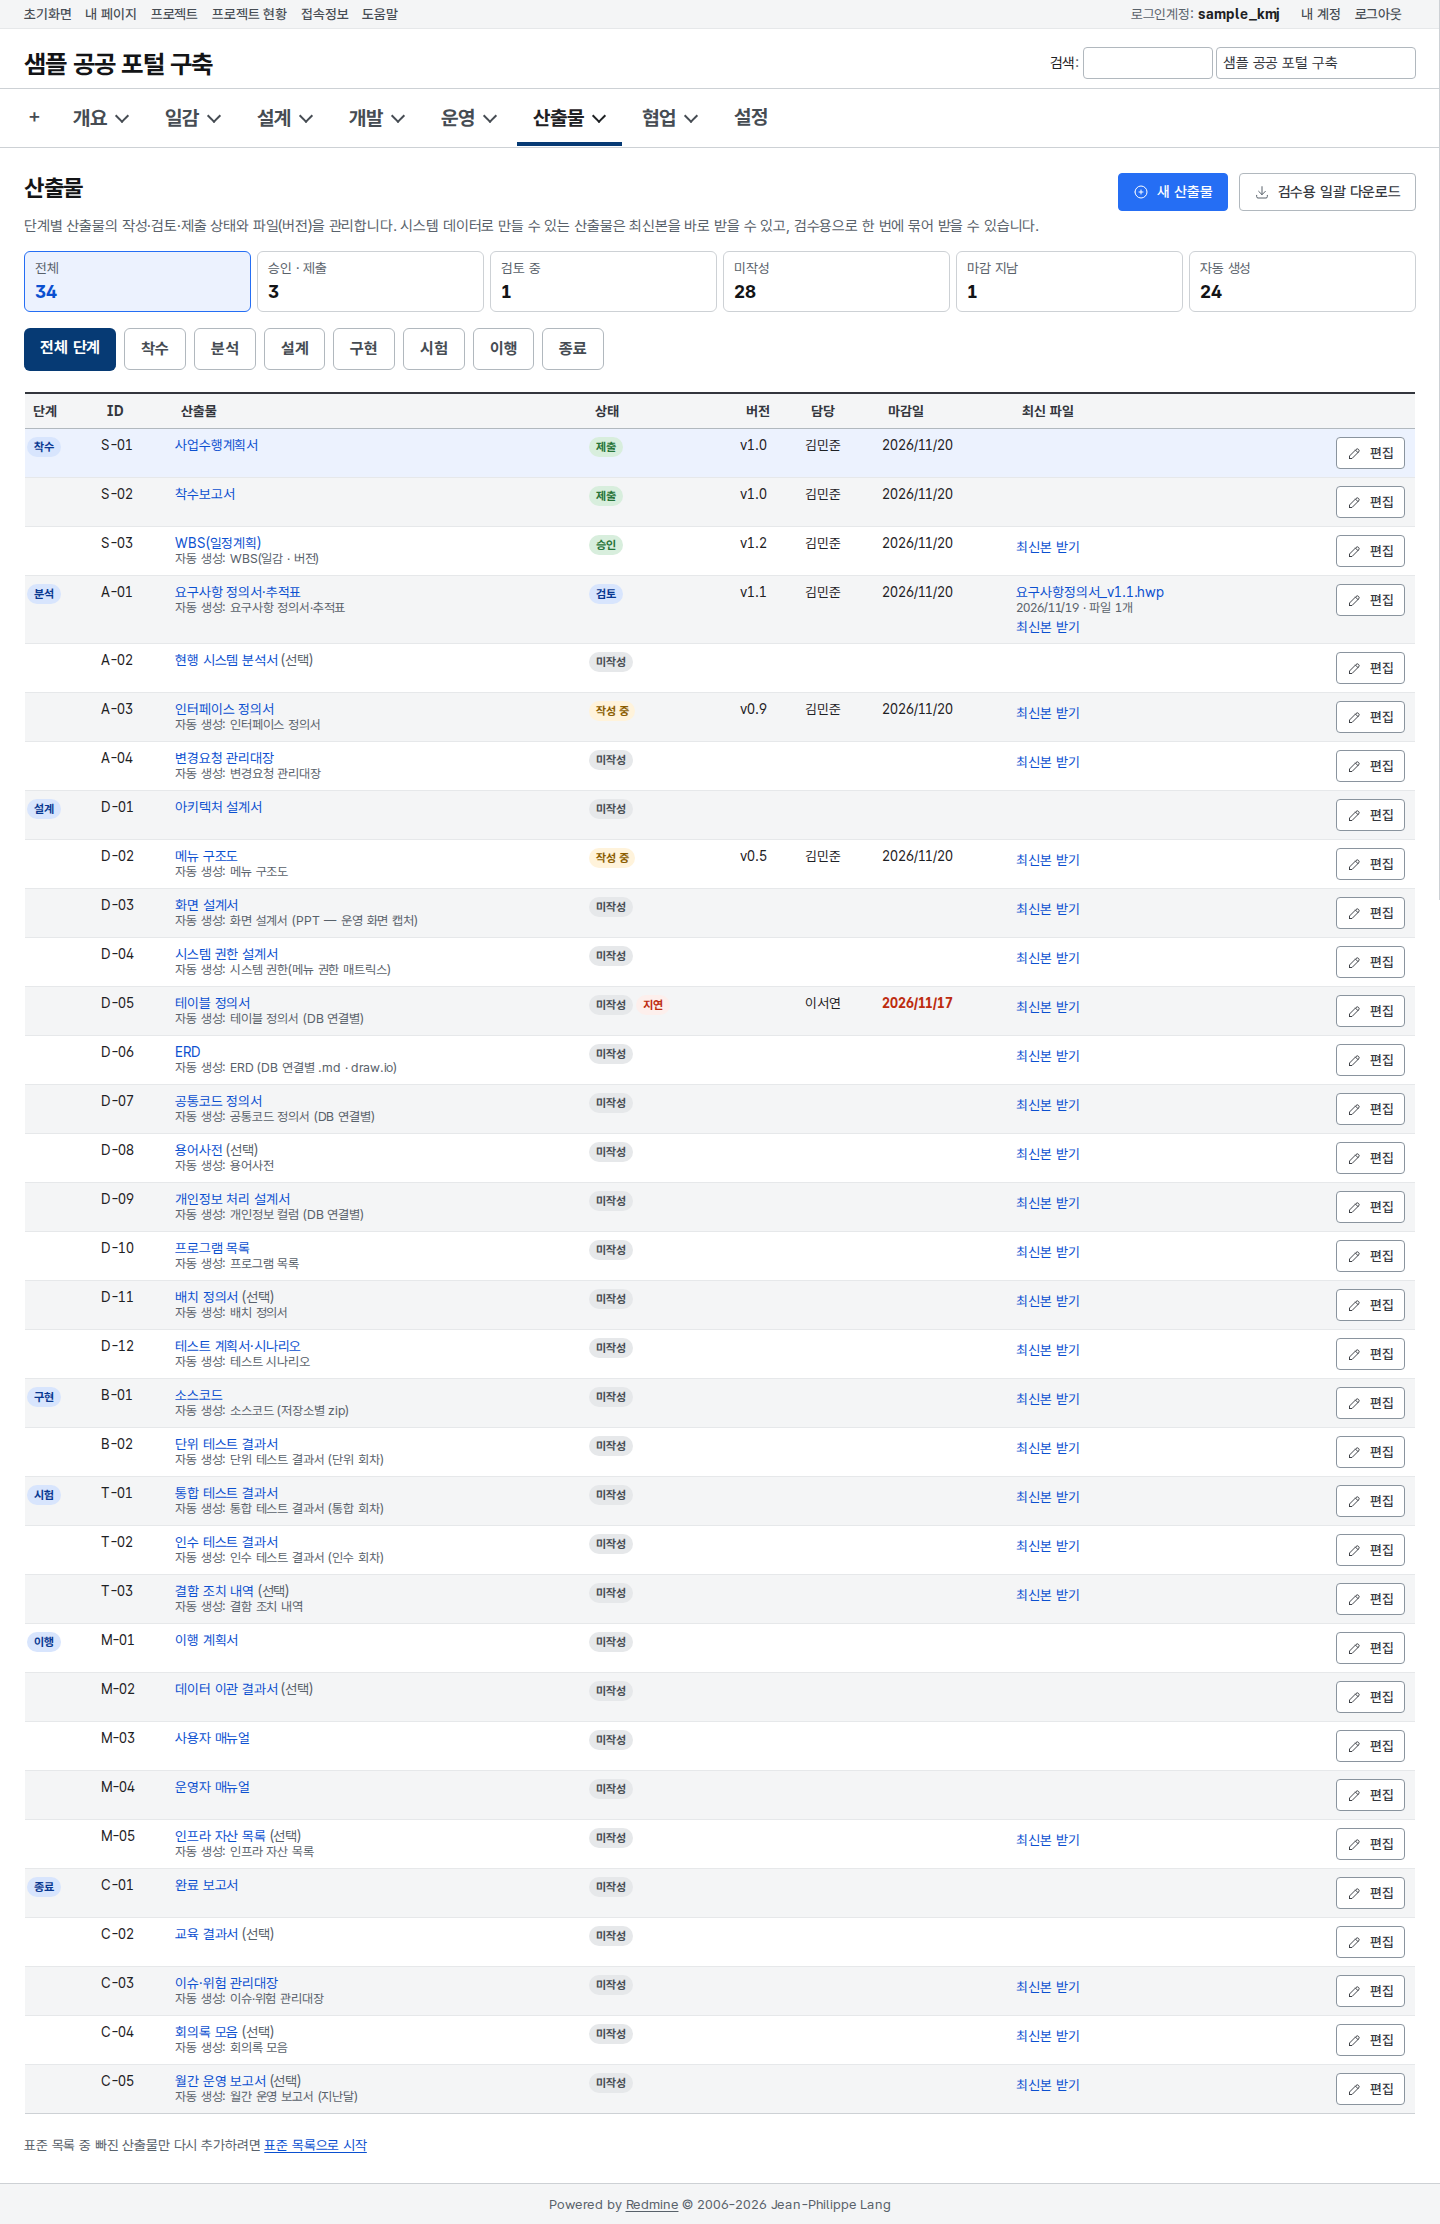 초기화면 내 페이지 프로젝트 프로젝트 현황 접속정보 도움말 로그인계정: sample_kmj 내 계정 로그아웃
샘플 공공 포털 구축 검색: 샘플 공공 포털 구축
+ 개요 일감 설계 개발 운영 산출물 협업 설정
산출물 새 산출물 검수용 일괄 다운로드
단계별 산출물의 작성·검토·제출 상태와 파일(버전)을 관리합니다. 시스템 데이터로 만들 수 있는 산출물은 최신본을 바로 받을 수 있고, 검수용으로 한 번에 묶어 받을 수 있습니다.
전체 승인 · 제출 검토 중 미작성 마감 지남 자동 생성
34 3 1 28 1 24
전체 단계 착수 분석 설계 구현 시험 이행 종료
단계 ID 산출물 상태 버전 담당 마감일 최신 파일
착수 S-01 사업수행계획서 제출 v1.0 김민준 2026/11/20 편집
S-02 착수보고서 제출 v1.0 김민준 2026/11/20 편집
S-03 WBS(일정계획) 승인 v1.2 김민준 2026/11/20 최신본 받기 편집
자동 생성: WBS(일감 · 버전)
분석 A-01 요구사항 정의서·추적표 검토 v1.1 김민준 2026/11/20 요구사항정의서_v1.1.hwp 편집
자동 생성: 요구사항 정의서·추적표 2026/11/19 · 파일 1개
최신본 받기
A-02 현행 시스템 분석서 (선택) 미작성 편집
A-03 인터페이스 정의서 작성 중 v0.9 김민준 2026/11/20 최신본 받기 편집
자동 생성: 인터페이스 정의서
A-04 변경요청 관리대장 미작성 최신본 받기 편집
자동 생성: 변경요청 관리대장
설계 D-01 아키텍처 설계서 미작성 편집
D-02 메뉴 구조도 작성 중 v0.5 김민준 2026/11/20 최신본 받기 편집
자동 생성: 메뉴 구조도
D-03 화면 설계서 미작성 최신본 받기 편집
자동 생성: 화면 설계서 (PPT — 운영 화면 캡처)
D-04 시스템 권한 설계서 미작성 최신본 받기 편집
자동 생성: 시스템 권한(메뉴 권한 매트릭스)
D-05 테이블 정의서 미작성 지연 이서연 2026/11/17 최신본 받기 편집
자동 생성: 테이블 정의서 (DB 연결별)
D-06 ERD 미작성 최신본 받기 편집
자동 생성: ERD (DB 연결별 .md · draw.io)
D-07 공통코드 정의서 미작성 최신본 받기 편집
자동 생성: 공통코드 정의서 (DB 연결별)
D-08 용어사전 (선택) 미작성 최신본 받기 편집
자동 생성: 용어사전
D-09 개인정보 처리 설계서 미작성 최신본 받기 편집
자동 생성: 개인정보 컬럼 (DB 연결별)
D-10 프로그램 목록 미작성 최신본 받기 편집
자동 생성: 프로그램 목록
D-11 배치 정의서 (선택) 미작성 최신본 받기 편집
자동 생성: 배치 정의서
D-12 테스트 계획서·시나리오 미작성 최신본 받기 편집
자동 생성: 테스트 시나리오
구현 B-01 소스코드 미작성 최신본 받기 편집
자동 생성: 소스코드 (저장소별 zip)
B-02 단위 테스트 결과서 미작성 최신본 받기 편집
자동 생성: 단위 테스트 결과서 (단위 회차)
시험 T-01 통합 테스트 결과서 미작성 최신본 받기 편집
자동 생성: 통합 테스트 결과서 (통합 회차)
T-02 인수 테스트 결과서 미작성 최신본 받기 편집
자동 생성: 인수 테스트 결과서 (인수 회차)
T-03 결함 조치 내역 (선택) 미작성 최신본 받기 편집
자동 생성: 결함 조치 내역
이행 M-01 이행 계획서 미작성 편집
M-02 데이터 이관 결과서 (선택) 미작성 편집
M-03 사용자 매뉴얼 미작성 편집
M-04 운영자 매뉴얼 미작성 편집
M-05 인프라 자산 목록 (선택) 미작성 최신본 받기 편집
자동 생성: 인프라 자산 목록
종료 C-01 완료 보고서 미작성 편집
C-02 교육 결과서 (선택) 미작성 편집
C-03 이슈·위험 관리대장 미작성 최신본 받기 편집
자동 생성: 이슈·위험 관리대장
C-04 회의록 모음 (선택) 미작성 최신본 받기 편집
자동 생성: 회의록 모음
C-05 월간 운영 보고서 (선택) 미작성 최신본 받기 편집
자동 생성: 월간 운영 보고서 (지난달)
표준 목록 중 빠진 산출물만 다시 추가하려면 표준 목록으로 시작
Powered by Redmine © 2006-2026 Jean-Philippe Lang